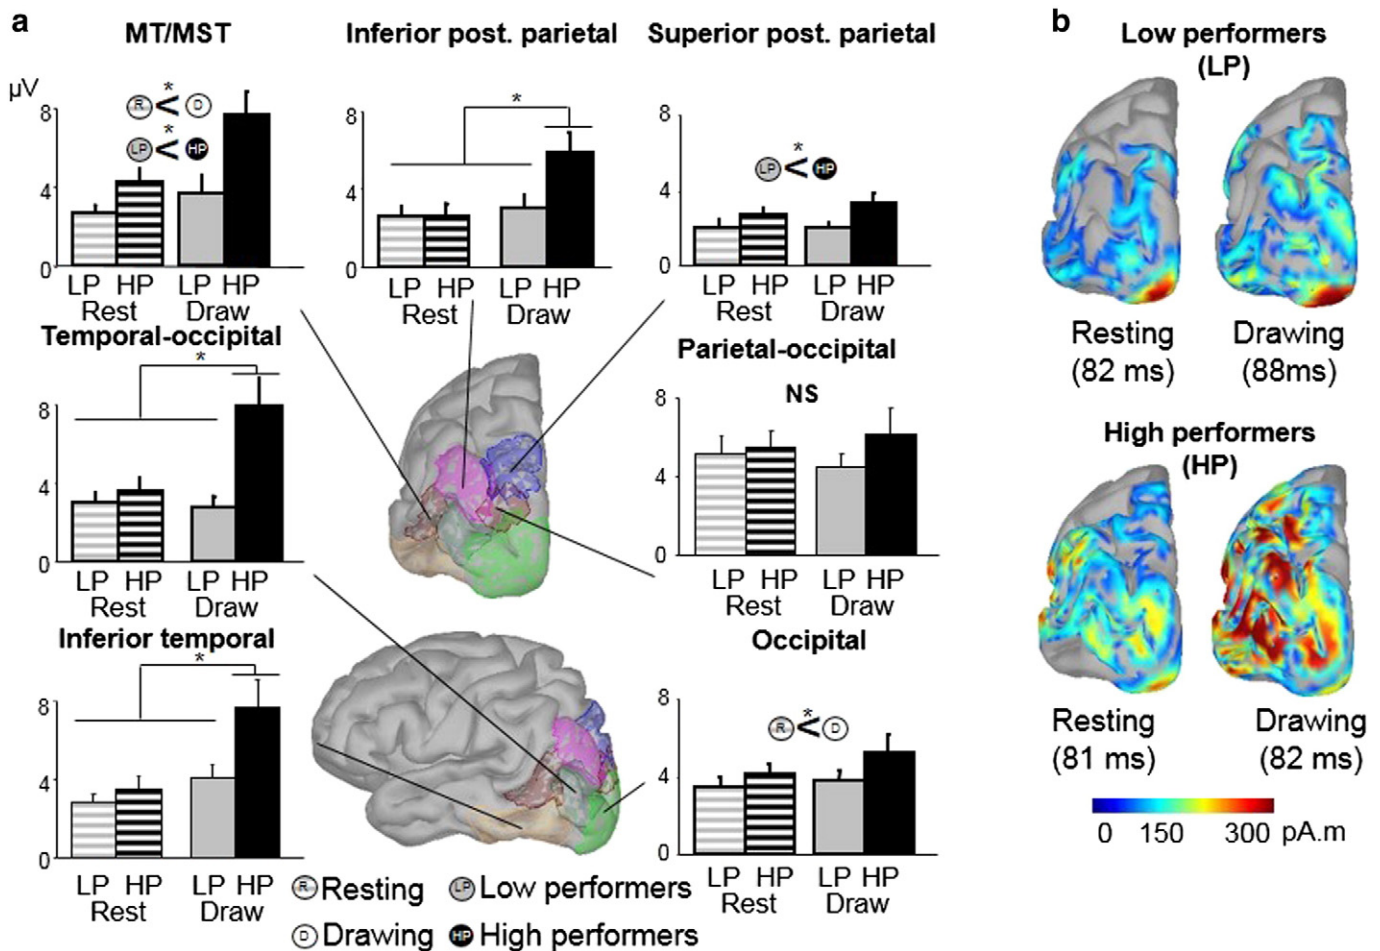 a
MT/MST
Inferior post. parietal
Superior post. parietal
µV
8
4
0
R < D
*
LP < HP
*
LP HP LP HP
Rest Draw
8
4
0
*
LP HP LP HP
Rest Draw
8
4
0
LP < HP
*
LP HP LP HP
Rest Draw
Temporal-occipital
*
8
4
0
LP HP LP HP
Rest Draw
Parietal-occipital
NS
8
4
0
LP HP LP HP
Rest Draw
Inferior temporal
*
8
4
0
LP HP LP HP
Rest Draw
Occipital
8
4
0
R < D
*
LP HP LP HP
Rest Draw
R Resting LP Low performers
D Drawing HP High performers
b
Low performers
(LP)
Resting Drawing
(82 ms) (88ms)
High performers
(HP)
Resting Drawing
(81 ms) (82 ms)
0 150 300 pA.m